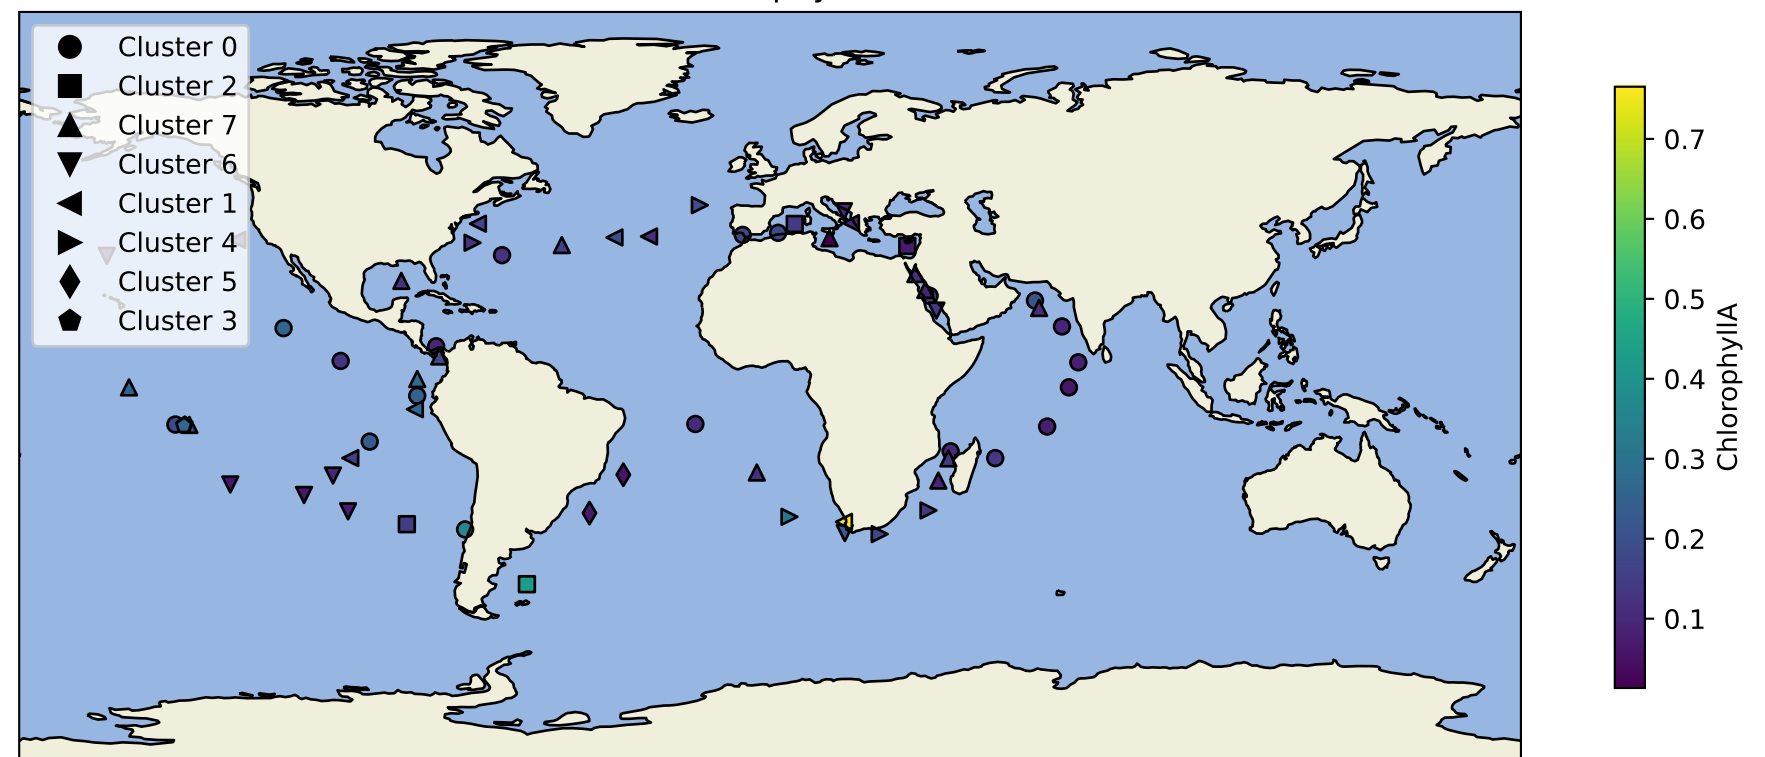 Cluster 0
Cluster 2
Cluster 7
Cluster 6
Cluster 1
Cluster 4
Cluster 5
Cluster 3
0.7
0.6
0.5
0.4
0.3
0.2
0.1
ChlorophyllA